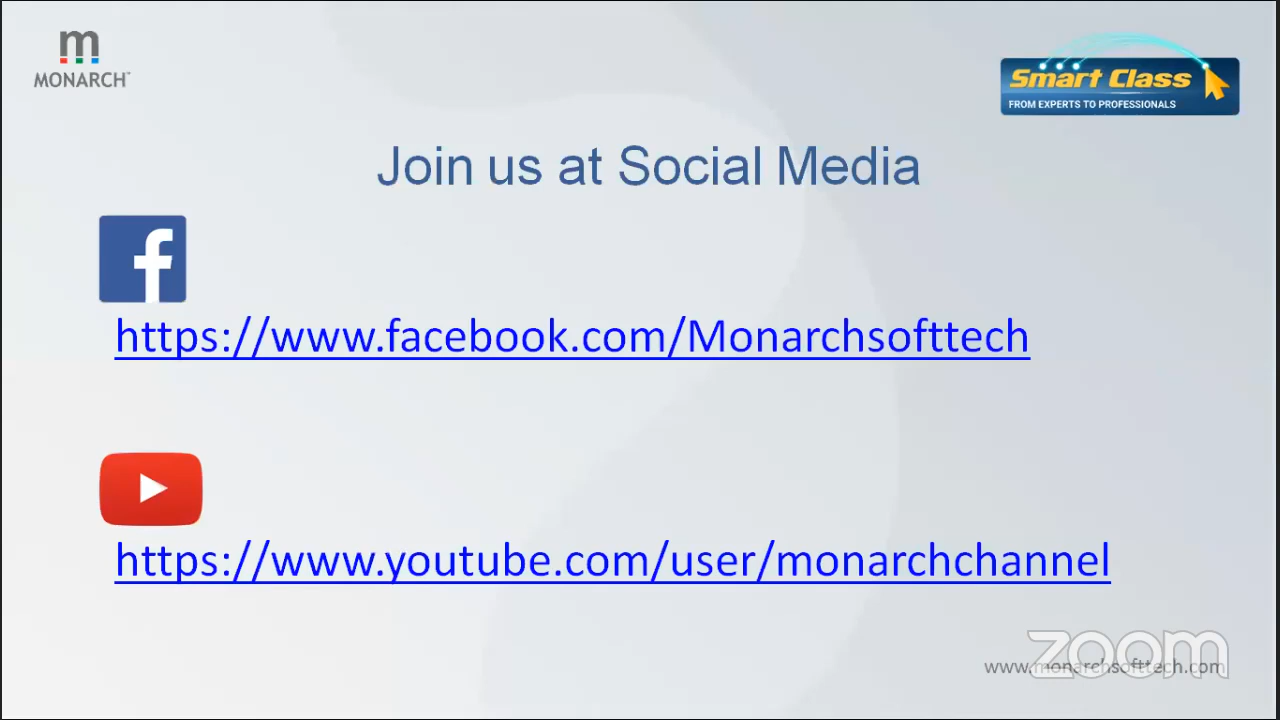 m
MONARCH™
Smart Class
FROM EXPERTS TO PROFESSIONALS
Join us at Social Media
f
https://www.facebook.com/Monarchsofttech
https://www.youtube.com/user/monarchchannel
zoom
www.monarchsofttech.com